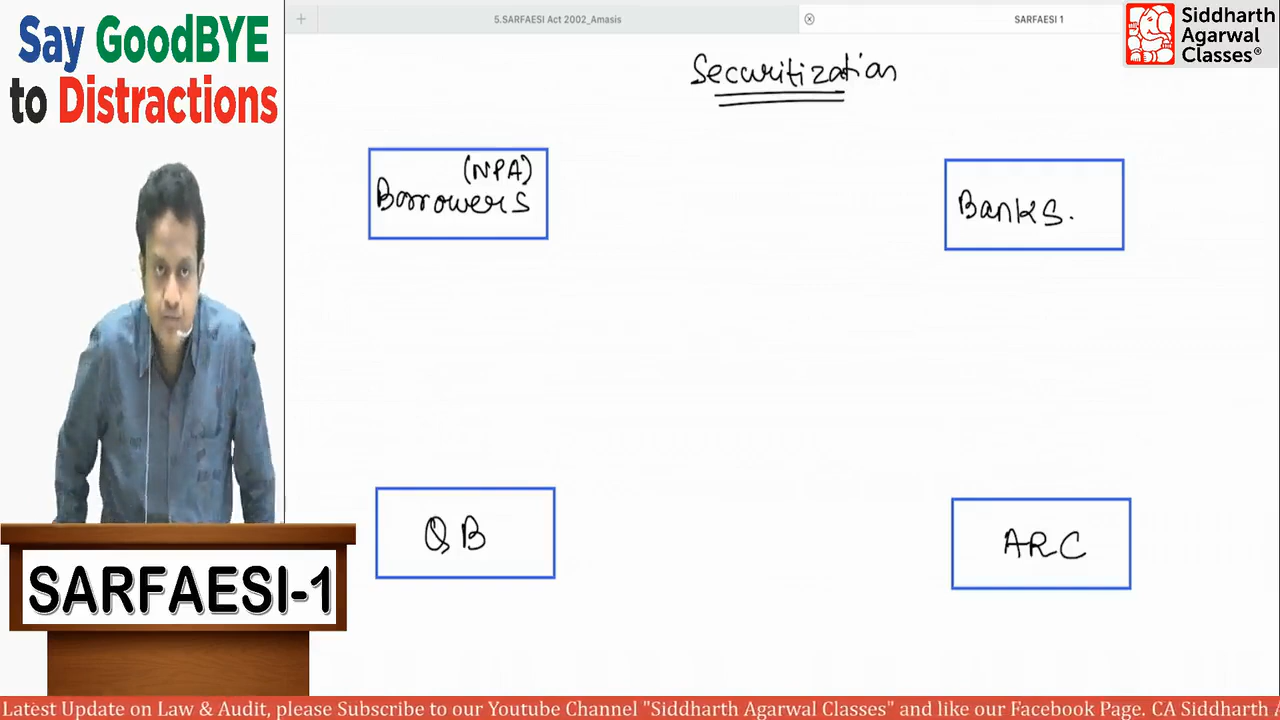 Say GoodBYE
to Distractions
5.SARFAESI Act 2002_Amasis
SARFAESI 1
Siddharth
Agarwal
Classes®
Securitization
(NPA)
Borrowers
Banks.
QB
ARC
SARFAESI-1
Latest Update on Law & Audit, please Subscribe to our Youtube Channel "Siddharth Agarwal Classes" and like our Facebook Page. CA Siddharth A